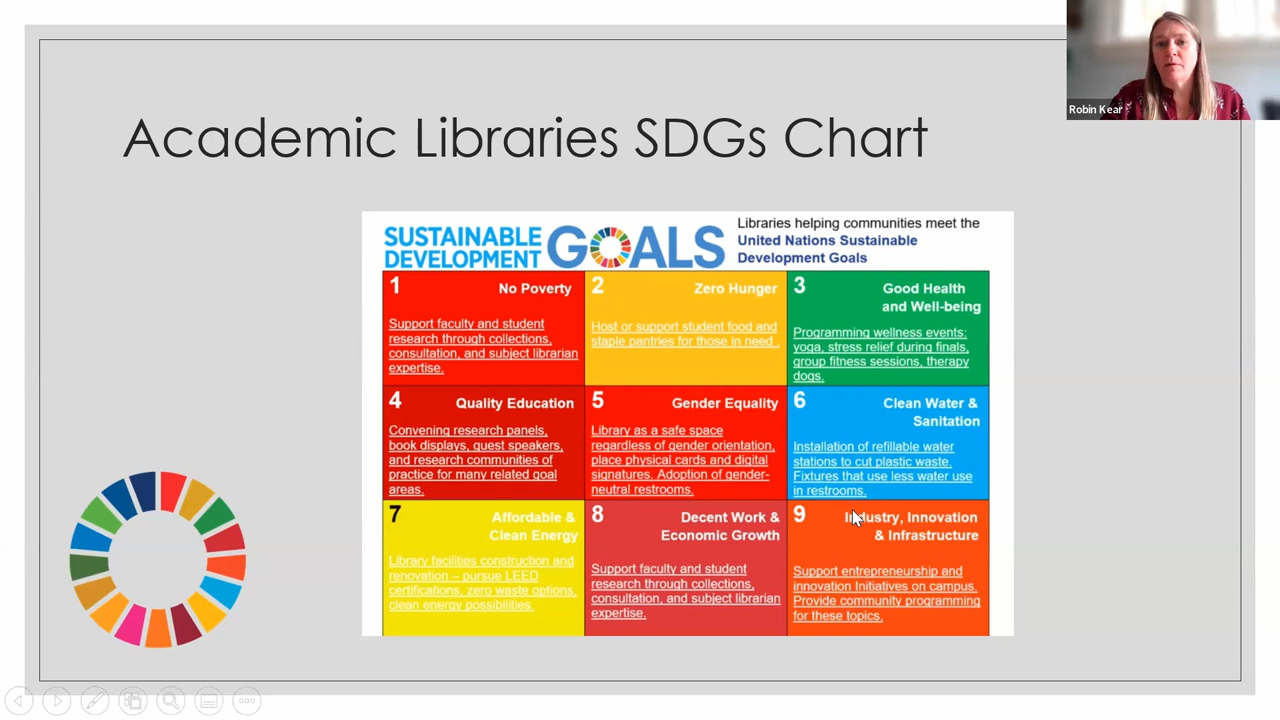 Robin Kear
Academic Libraries SDGs Chart
SUSTAINABLE
DEVELOPMENT
GOALS
Libraries helping communities meet the
United Nations Sustainable
Development Goals
1
No Poverty
Support faculty and student
research through collections,
consultation, and subject librarian
expertise.
2
Zero Hunger
Host or support student food and
staple pantries for those in need .
3
Good Health
and Well-being
Programming wellness events;
yoga, stress relief during finals,
group fitness sessions, therapy
dogs.
4
Quality Education
Convening research panels,
book displays, guest speakers,
and research communities of
practice for many related goal
areas.
5
Gender Equality
Library as a safe space
regardless of gender orientation,
place physical cards and digital
signatures. Adoption of gender-
neutral restrooms.
6
Clean Water &
Sanitation
Installation of refillable water
stations to cut plastic waste.
Fixtures that use less water use
in restrooms.
7
Affordable &
Clean Energy
Library facilities construction and
renovation – pursue LEED
certifications, zero waste options,
clean energy possibilities.
8
Decent Work &
Economic Growth
Support faculty and student
research through collections,
consultation, and subject librarian
expertise.
9
Industry, Innovation
& Infrastructure
Support entrepreneurship and
innovation Initiatives on campus.
Provide community programming
for these topics.